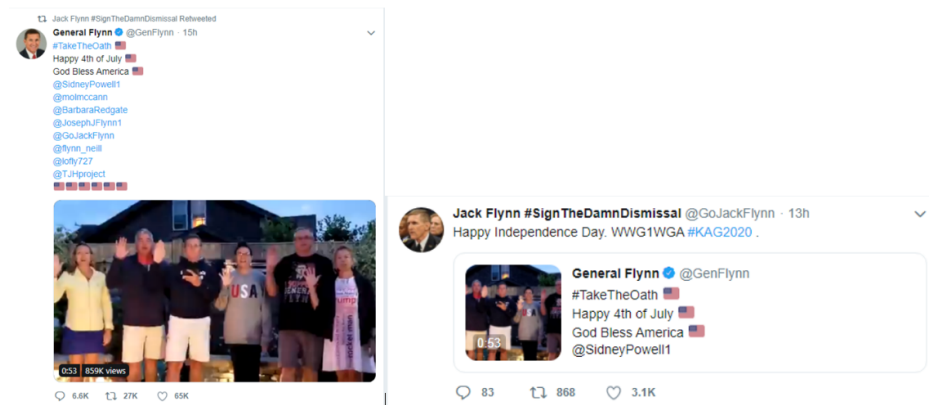 Jack Flynn #SignTheDamnDismissal Retweeted
General Flynn @GenFlynn · 15h
#TakeTheOath
Happy 4th of July
God Bless America
@SidneyPowell1
@molmccann
@BarbaraRedgate
@JosephJFlynn1
@GoJackFlynn
@flynn_neill
@lofly727
@TJHproject
USA
0:53 859K views
6.6K 27K 65K
Jack Flynn #SignTheDamnDismissal @GoJackFlynn · 13h
Happy Independence Day. WWG1WGA #KAG2020 .
General Flynn @GenFlynn
#TakeTheOath
Happy 4th of July
God Bless America
@SidneyPowell1
0:53
83 868 3.1K